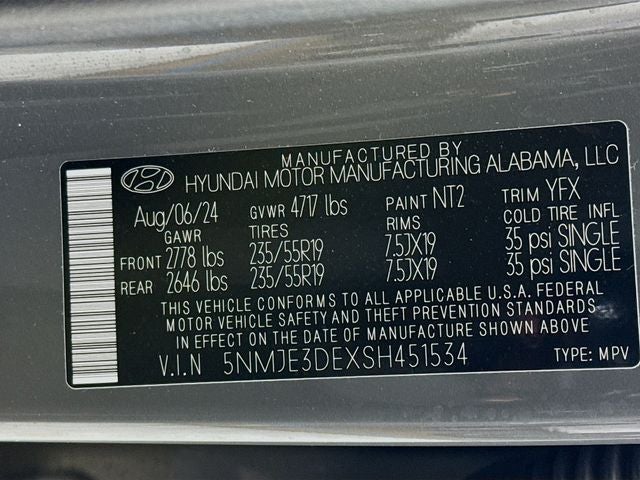 MANUFACTURED BY
HYUNDAI MOTOR MANUFACTURING ALABAMA, LLC
Aug/06/24 GVWR 4717 lbs PAINT NT2 TRIM YFX
GAWR TIRES RIMS COLD TIRE INFL
FRONT 2778 lbs 235/55R19 7.5JX19 35 psi SINGLE
REAR 2646 lbs 235/55R19 7.5JX19 35 psi SINGLE
THIS VEHICLE CONFORMS TO ALL APPLICABLE U.S.A. FEDERAL
MOTOR VEHICLE SAFETY AND THEFT PREVENTION STANDARDS
IN EFFECT ON THE DATE OF MANUFACTURE SHOWN ABOVE
V.I.N 5NMJE3DEXSH451534 TYPE: MPV